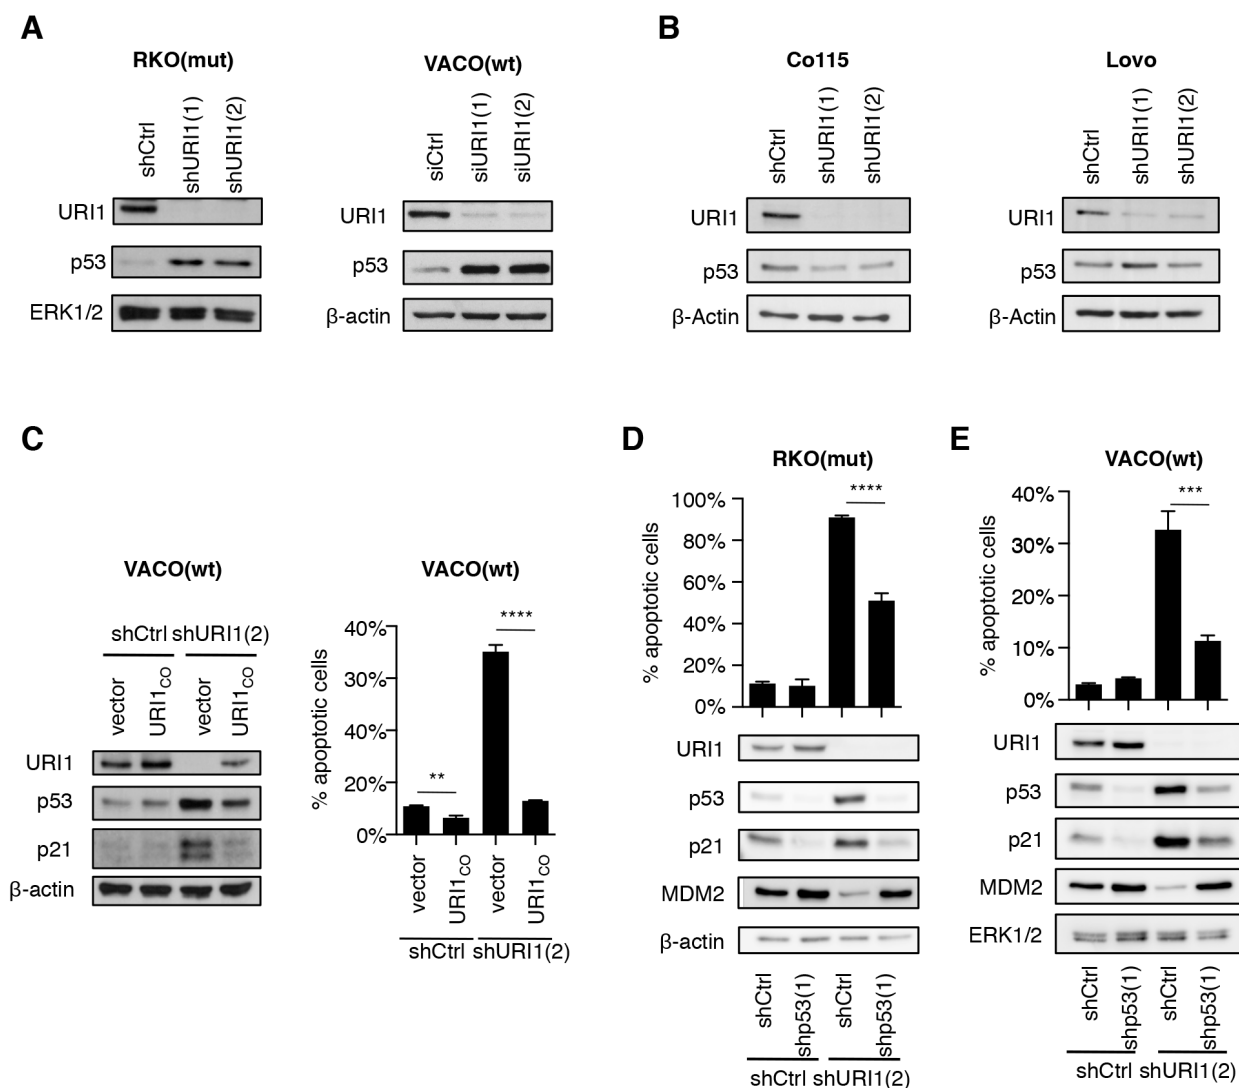 A
RKO(mut)
shCtrl
shURI1(1)
shURI1(2)
URI1
p53
ERK1/2
VACO(wt)
siCtrl
siURI1(1)
siURI1(2)
URI1
p53
β-actin
B
Co115
shCtrl
shURI1(1)
shURI1(2)
URI1
p53
β-Actin
Lovo
shCtrl
shURI1(1)
shURI1(2)
URI1
p53
β-Actin
C
VACO(wt)
shCtrl shURI1(2)
vector
URI1CO
vector
URI1CO
URI1
p53
p21
β-actin
VACO(wt)
% apoptotic cells
40%
30%
40%
20%
0%
**
****
vector
URI1CO
vector
URI1CO
shCtrl shURI1(2)
D
RKO(mut)
% apoptotic cells
100%
80%
60%
40%
20%
0%
****
URI1
p53
p21
MDM2
β-actin
shCtrl
shp53(1)
shCtrl
shp53(1)
shCtrl shURI1(2)
E
VACO(wt)
% apoptotic cells
40%
30%
20%
10%
0%
***
URI1
p53
p21
MDM2
ERK1/2
shCtrl
shp53(1)
shCtrl
shp53(1)
shCtrl shURI1(2)